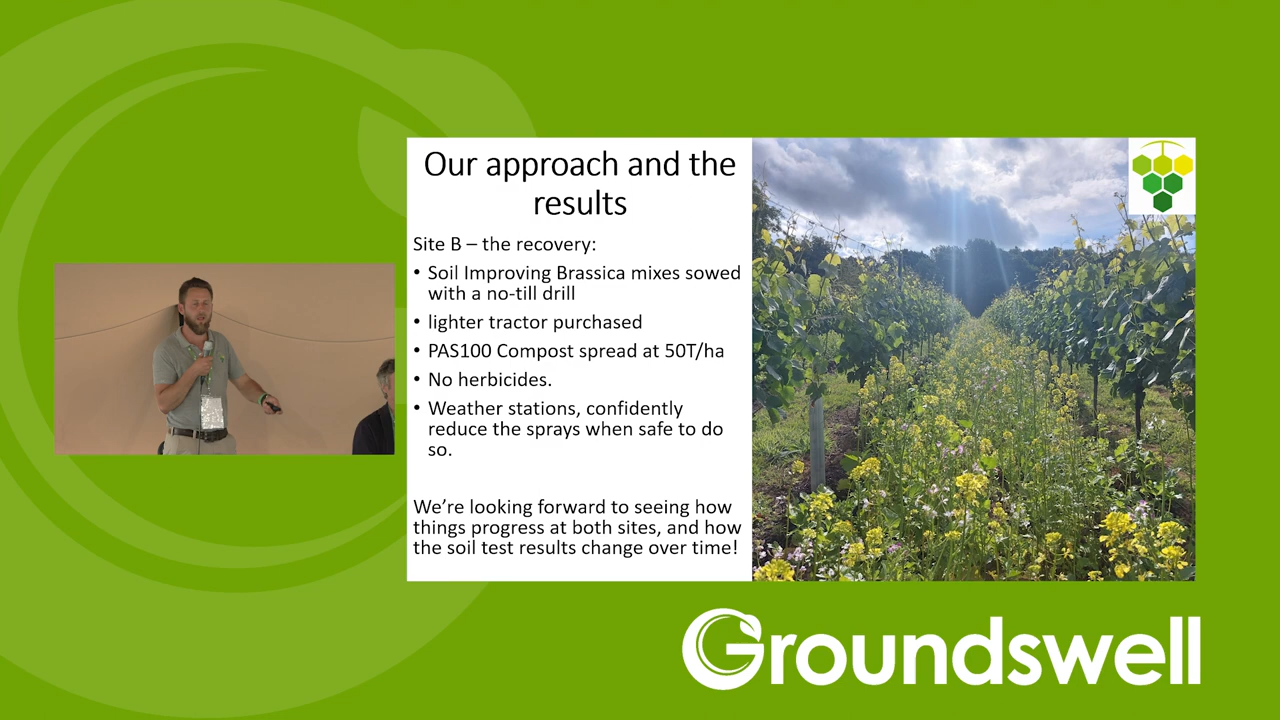 Our approach and the
results
Site B – the recovery:
• Soil Improving Brassica mixes sowed
with a no-till drill
• lighter tractor purchased
• PAS100 Compost spread at 50T/ha
• No herbicides.
• Weather stations, confidently
reduce the sprays when safe to do
so.
We’re looking forward to seeing how
things progress at both sites, and how
the soil test results change over time!
Groundswell